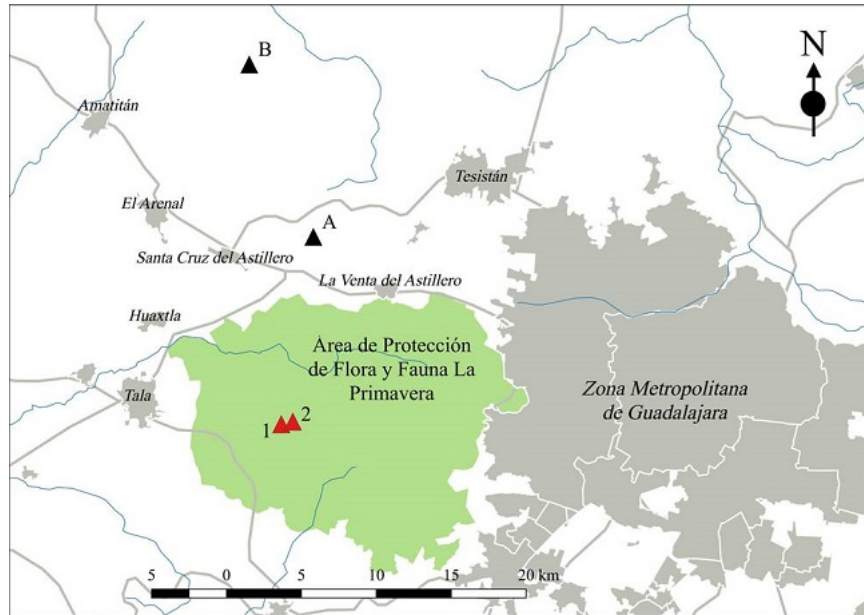 B
N
Amatitán
Tesistán
El Arenal
A
Santa Cruz del Astillero
La Venta del Astillero
Huaxtla
Área de Protección
de Flora y Fauna La
Primavera
Zona Metropolitana
de Guadalajara
Tala
1 2
5 0 5 10 15 20 km